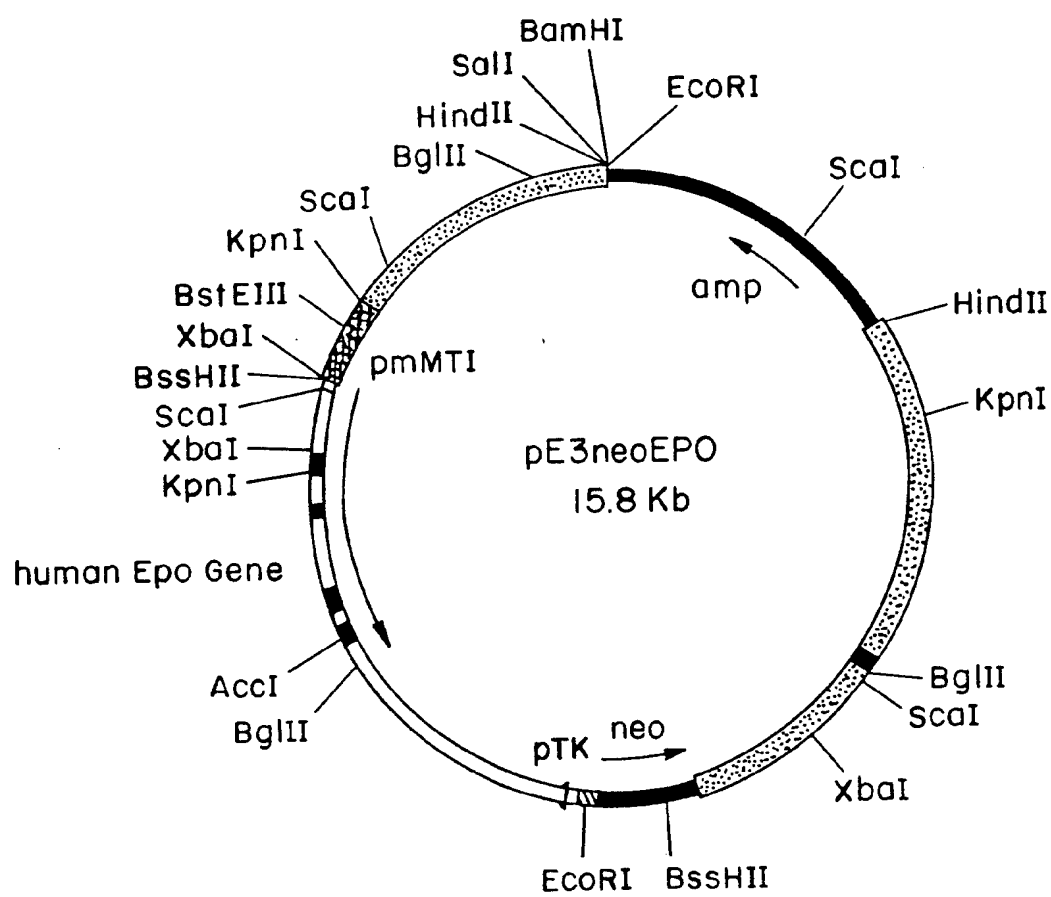 BamHI
SalI
EcoRI
HindII
BglII
ScaI
ScaI
KpnI
BstEIII
XbaI
BssHII
ScaI
XbaI
KpnI
amp
HindII
pmMTI
KpnI
pE3neoEPO
15.8 Kb
human Epo Gene
AccI
BglII
BglII
ScaI
neo
pTK
XbaI
EcoRI
BssHII